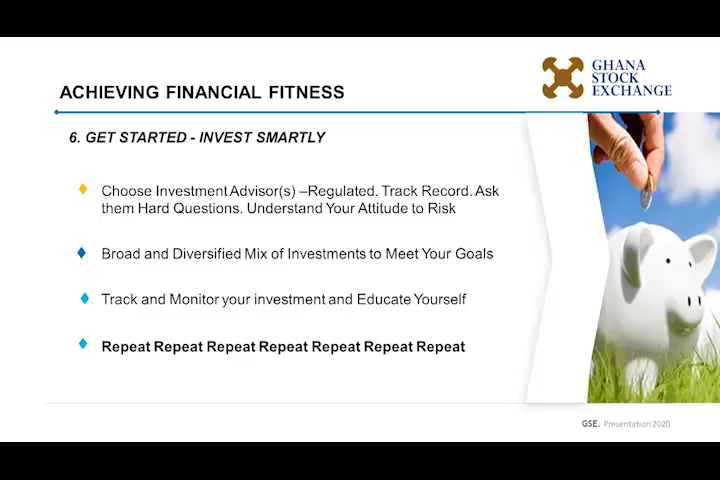 GHANA
STOCK
EXCHANGE
ACHIEVING FINANCIAL FITNESS
6. GET STARTED - INVEST SMARTLY
Choose Investment Advisor(s) –Regulated. Track Record. Ask
them Hard Questions. Understand Your Attitude to Risk
Broad and Diversified Mix of Investments to Meet Your Goals
Track and Monitor your investment and Educate Yourself
Repeat Repeat Repeat Repeat Repeat Repeat Repeat
GSE. Presentation 2020